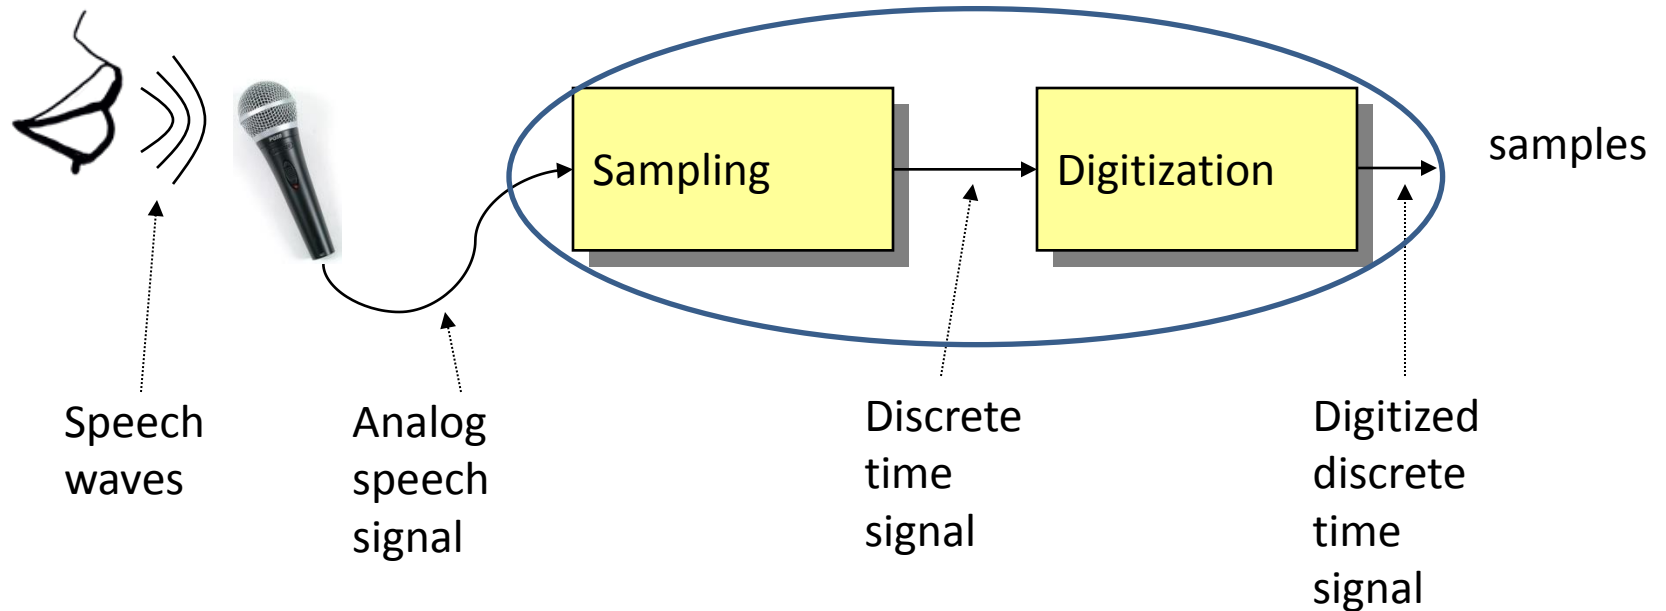 Sampling
Digitization
samples
Speech
waves
Analog
speech
signal
Discrete
time
signal
Digitized
discrete
time
signal